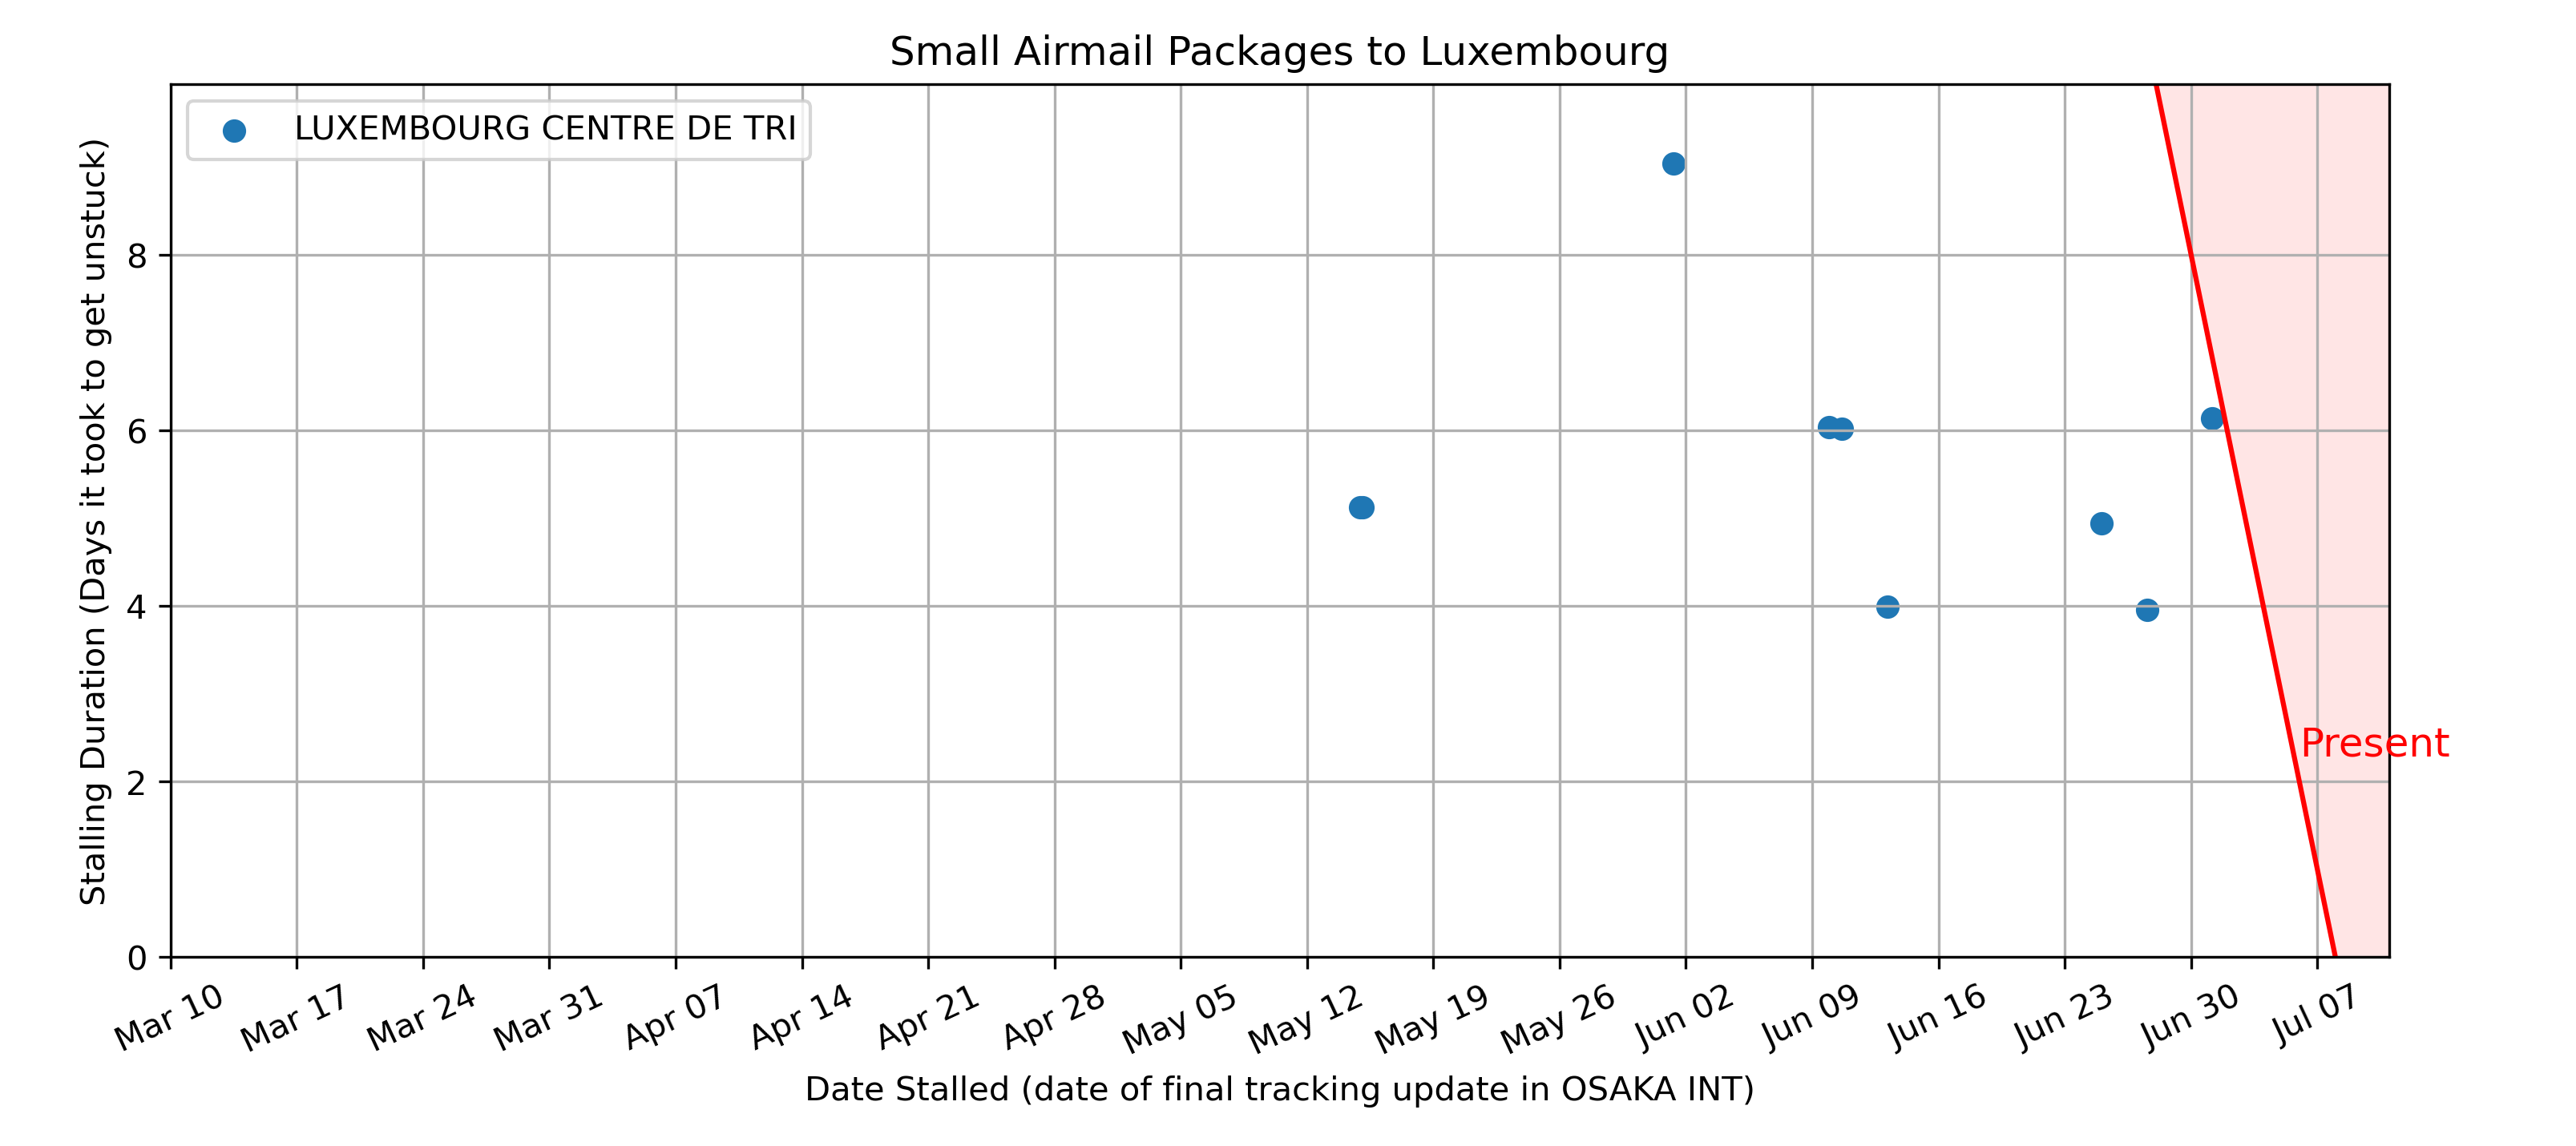 Small Airmail Packages to Luxembourg
LUXEMBOURG CENTRE DE TRI
Stalling Duration (Days it took to get unstuck)
8
6
4
2
0
Present
Mar 10
Mar 17
Mar 24
Mar 31
Apr 07
Apr 14
Apr 21
Apr 28
May 05
May 12
May 19
May 26
Jun 02
Jun 09
Jun 16
Jun 23
Jun 30
Jul 07
Date Stalled (date of final tracking update in OSAKA INT)